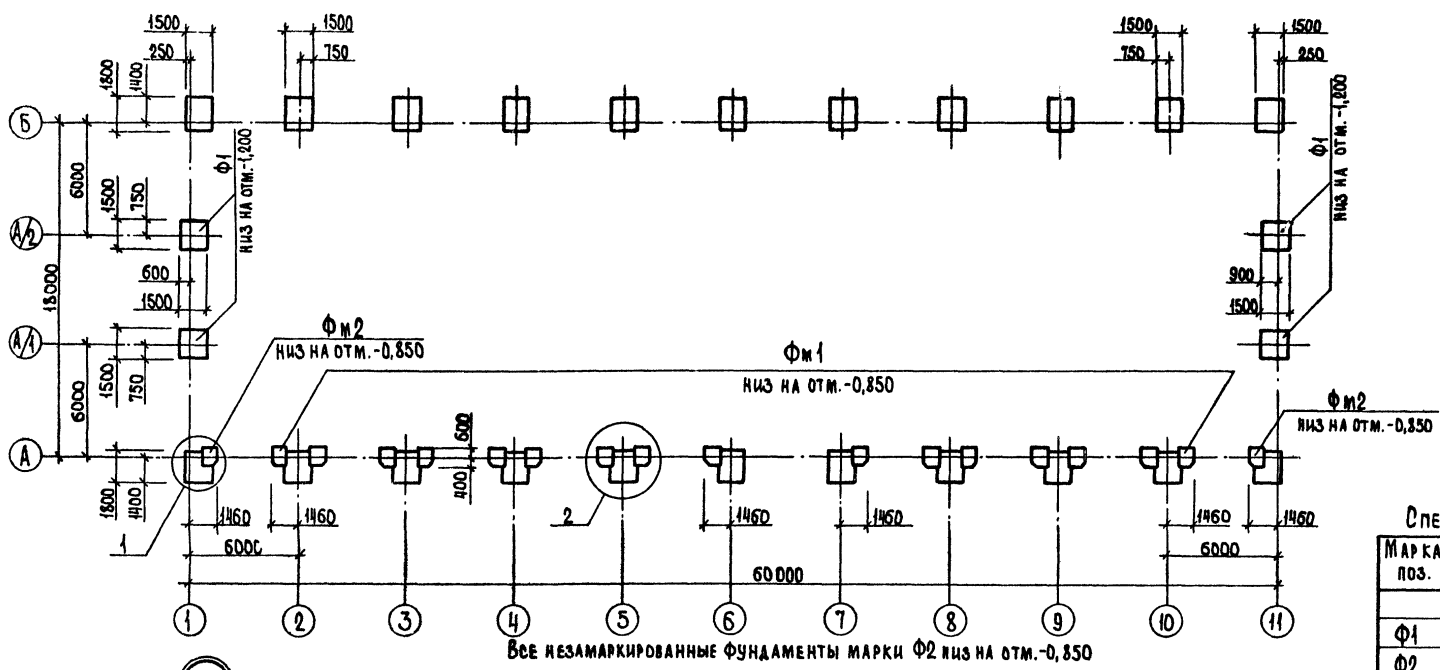 1500
1500
1500
1500
250
750
750
250
1800
1400
Б
Ф1
НИЗ НА ОТМ.-1,200
Ф1
НИЗ НА ОТМ.-1,200
6000
1500
750
А/2
18000
600
1500
900
1500
А/1
Фм2
НИЗ НА ОТМ.-0,850
Фм1
НИЗ НА ОТМ.-0,850
1500
750
6000
Фм2
НИЗ НА ОТМ.-0,850
600
А
400
1800
1400
1460
1460
2
1460
1460
1460
1460
1
6000
6000
60000
1
2
3
4
5
6
7
8
9
10
11
ВСЕ НЕЗАМАРКИРОВАННЫЕ ФУНДАМЕНТЫ МАРКИ Ф2 НИЗ НА ОТМ.-0,850
СПЕ
МАРКА
ПОЗ.
Ф1
Ф2